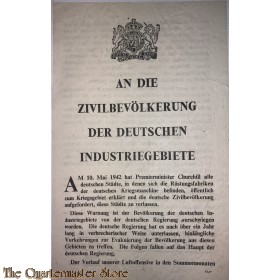 AN DIE
ZIVILBEVÖLKERUNG
DER DEUTSCHEN
INDUSTRIEGEBIETE
AM 10. Mai 1942 hat Premierminister Churchill alle
deutschen Städte, in denen sich die Rüstungsfabriken
der deutschen Kriegsmaschine befinden, öffentlich
zum Kriegsgebiet erklärt und die deutsche Zivilbevölkerung
aufgefordert, diese Städte zu verlassen.
Diese Warnung ist der Bevölkerung der deutschen In-
dustriegebiete von der deutschen Regierung verschwiegen
worden. Die deutsche Regierung hat es auch über ein Jahr
lang in verbrecherischer Weise unterlassen, hinlängliche
Vorkehrungen zur Evakuierung der Bevölkerung aus diesen
Gebieten zu treffen. Die Folgen fallen auf das Haupt der
deutschen Regierung.
Der Verlauf unserer Luftoffensive in den Sommermonaten
The Quartermaster-Store.nl